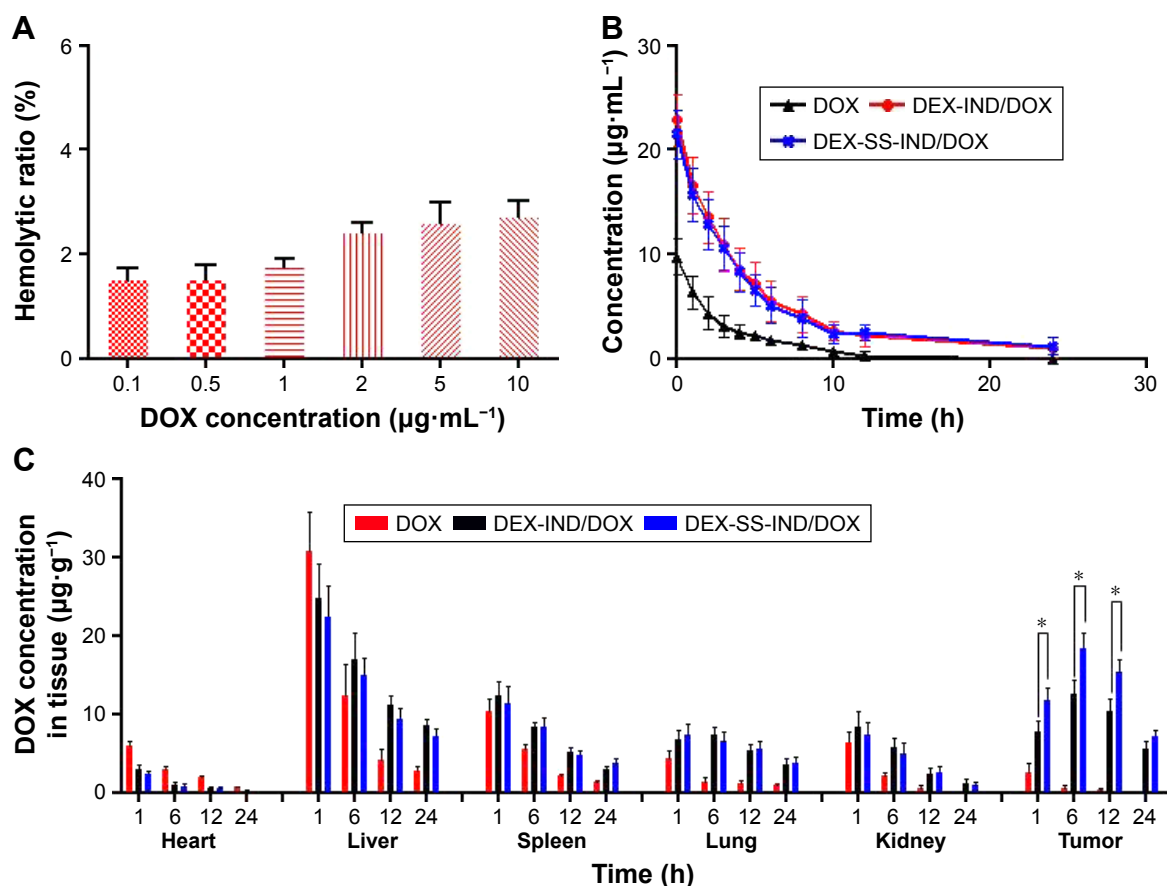 A
Hemolytic ratio (%)
6
4
2
0
0.1 0.5 1 2 5 10
DOX concentration (µg·mL⁻¹)
B
Concentration (µg·mL⁻¹)
30
20
10
0
DOX DEX-IND/DOX
DEX-SS-IND/DOX
0 10 20 30
Time (h)
C
DOX concentration
in tissue (µg·g⁻¹)
40
30
20
10
0
DOX DEX-IND/DOX DEX-SS-IND/DOX
* * *
1 6 12 24 1 6 12 24 1 6 12 24 1 6 12 24 1 6 12 24 1 6 12 24
Heart Liver Spleen Lung Kidney Tumor
Time (h)